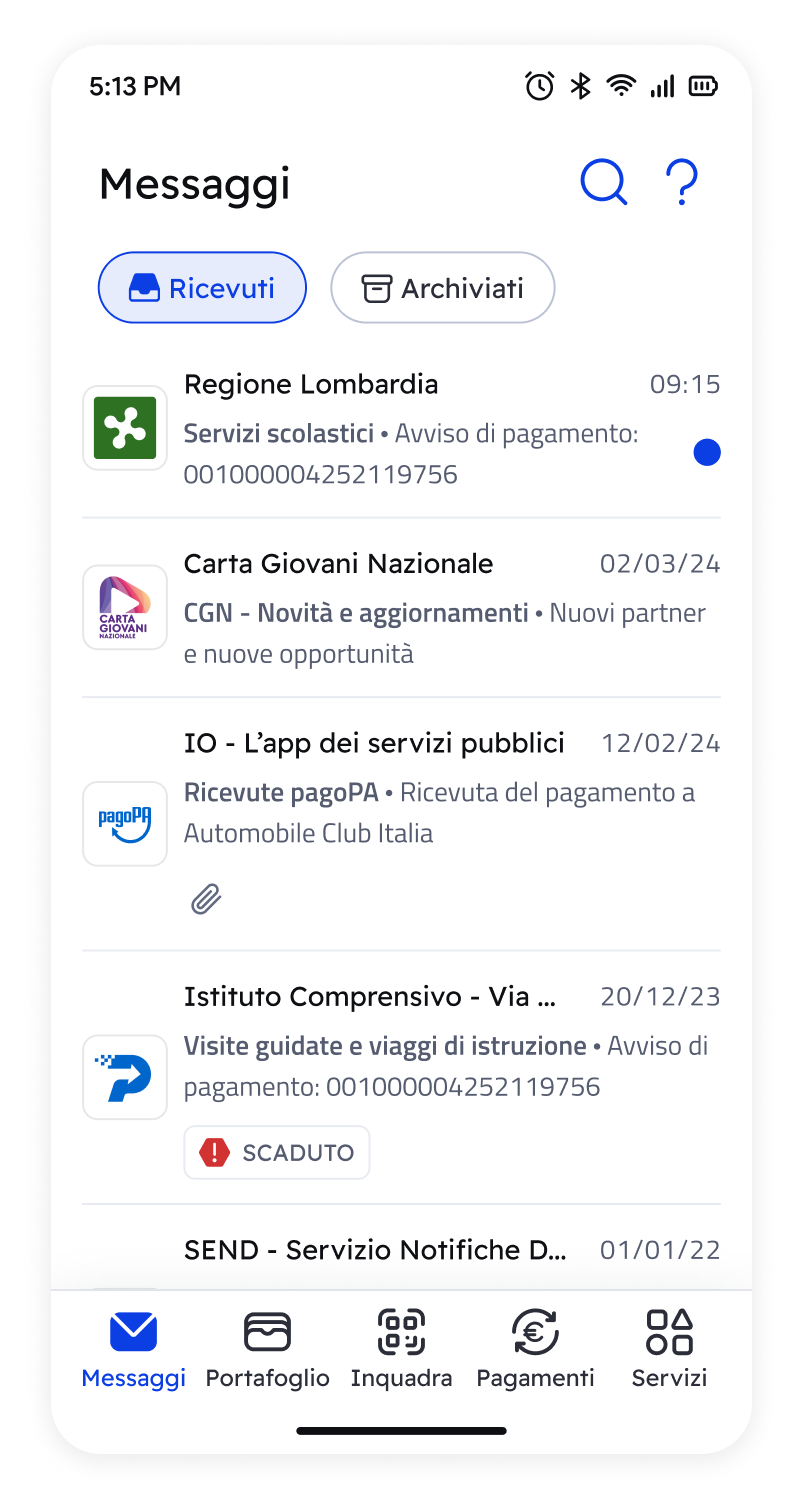 5:13 PM
Messaggi
Ricevuti
Archiviati
Regione Lombardia 09:15
Servizi scolastici • Avviso di pagamento:
001000004252119756
Carta Giovani Nazionale 02/03/24
CARTA
GIOVANI
NAZIONALE
CGN - Novità e aggiornamenti • Nuovi partner
e nuove opportunità
IO - L’app dei servizi pubblici 12/02/24
pagoPA
Ricevute pagoPA • Ricevuta del pagamento a
Automobile Club Italia
Istituto Comprensivo - Via ... 20/12/23
Visite guidate e viaggi di istruzione • Avviso di
pagamento: 001000004252119756
SCADUTO
SEND - Servizio Notifiche D... 01/01/22
Messaggi Portafoglio Inquadra Pagamenti Servizi